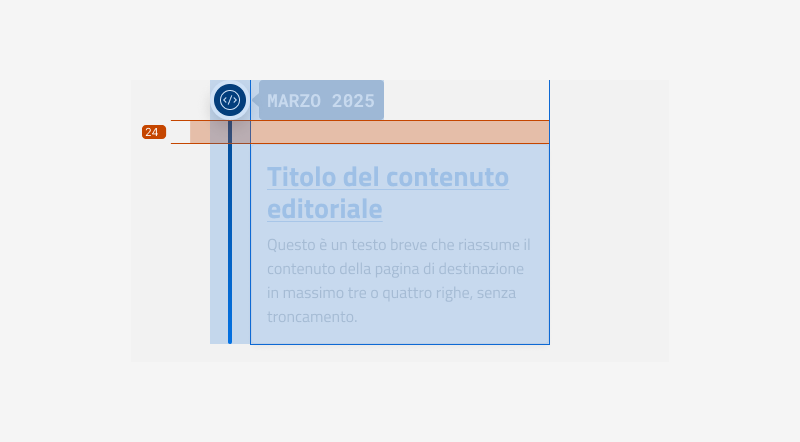 MARZO 2025
24
Titolo del contenuto
editoriale
Questo è un testo breve che riassume il
contenuto della pagina di destinazione
in massimo tre o quattro righe, senza
troncamento.